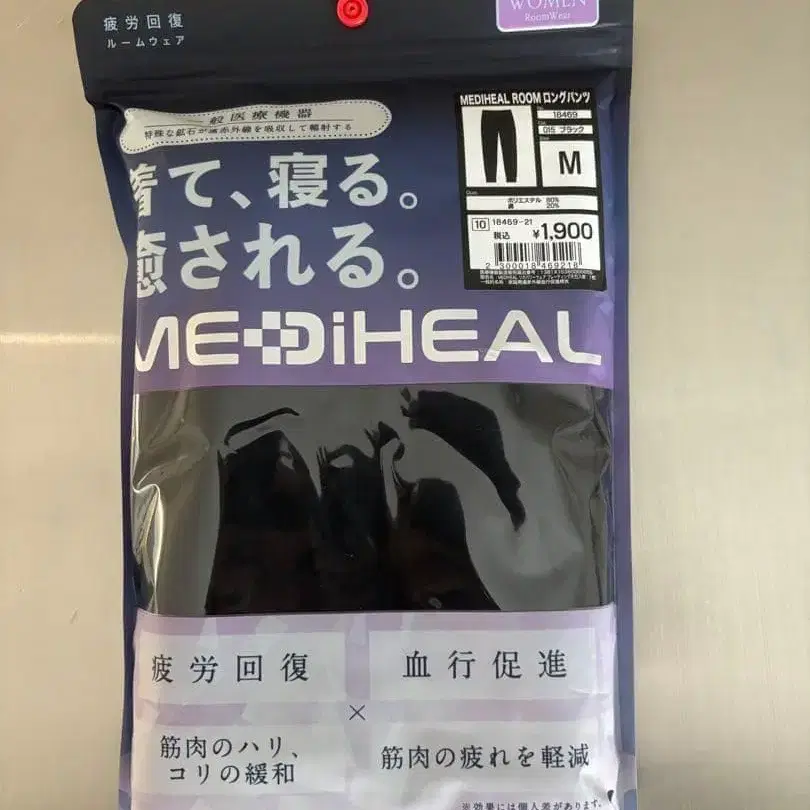 疲労回復
ルームウェア
WOMEN
RoomWear
一般医療機器
特殊な鉱石が遠赤外線を吸収して輻射する
着て、寝る。
癒される。
MEDiHEAL
MEDIHEAL ROOM ロングパンツ
18469
015 ブラック
M
ポリエステル 80%
綿 20%
10 18469-21
税込 ¥1,900
2 300018 469218
疲労回復
血行促進
×
筋肉のハリ、
コリの緩和
筋肉の疲れを軽減
※効果には個人差があります。